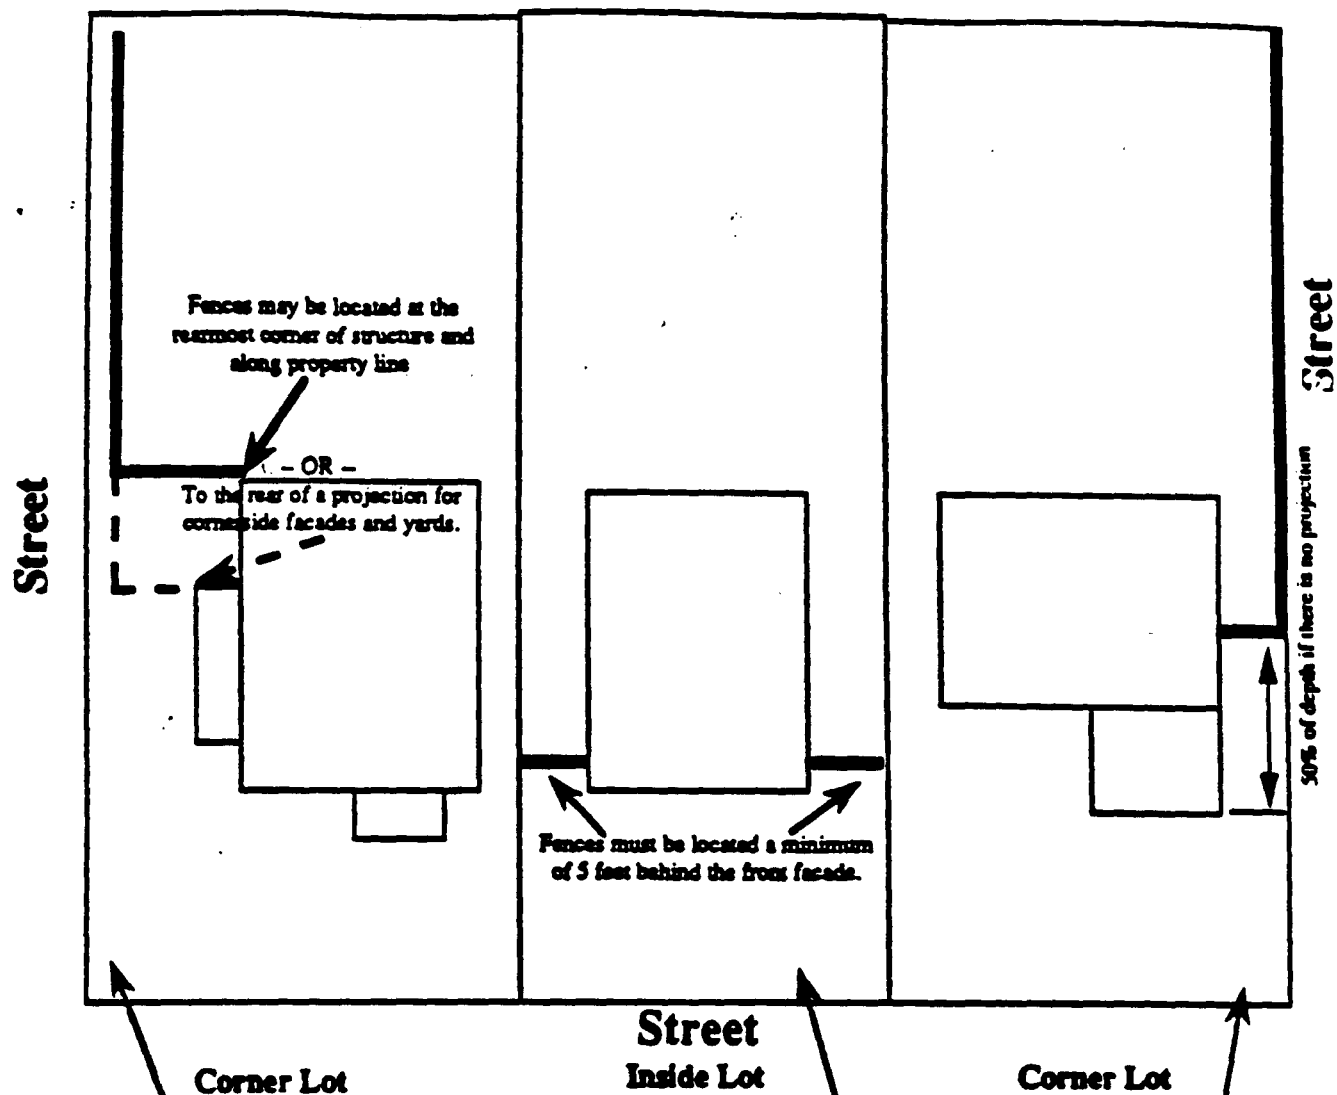 Fences may be located at the
rearmost corner of structure and
along property line
– OR –
To the rear of a projection for
cornerside facades and yards.
Street
Street
50% of depth if there is no projection
Fences must be located a minimum
of 5 feet behind the front facade.
Street
Corner Lot
Inside Lot
Corner Lot